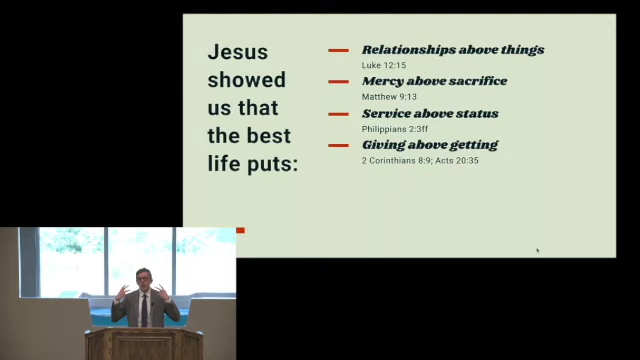 Jesus
showed
us that
the best
life puts:
Relationships above things
Luke 12:15
Mercy above sacrifice
Matthew 9:13
Service above status
Philippians 2:3ff
Giving above getting
2 Corinthians 8:9; Acts 20:35